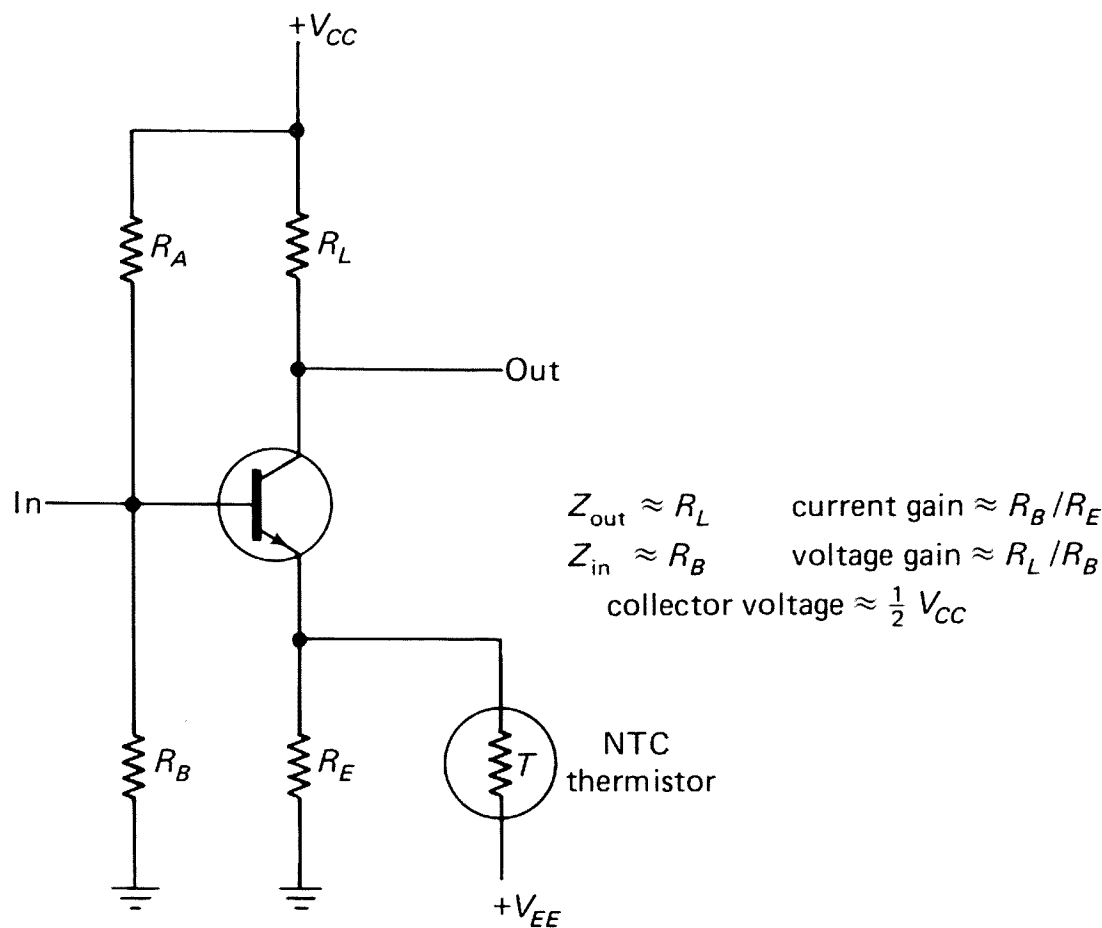 +V_CC
R_A
R_L
Out
In
Z_out ≈ R_L current gain ≈ R_B/R_E
Z_in ≈ R_B voltage gain ≈ R_L/R_B
collector voltage ≈ ½ V_CC
R_B
R_E
T
NTC
thermistor
+V_EE